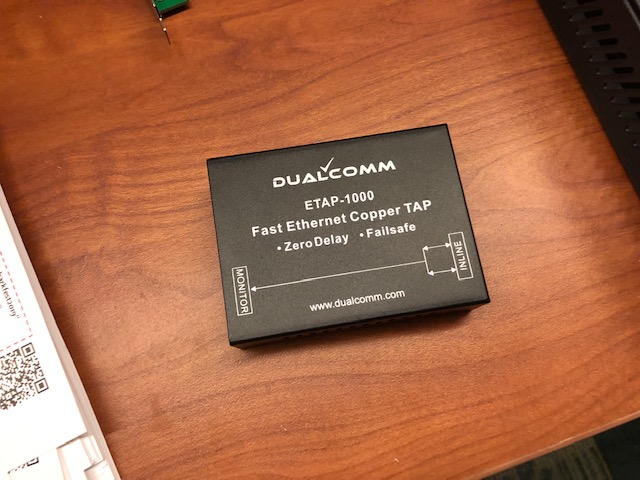 DUALCOMM
ETAP-1000
Fast Ethernet Copper TAP
• Zero Delay • Failsafe
INLINE
MONITOR
www.dualcomm.com